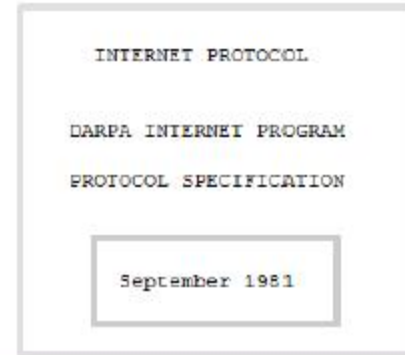 INTERNET PROTOCOL
DARPA INTERNET PROGRAM
PROTOCOL SPECIFICATION
September 1981